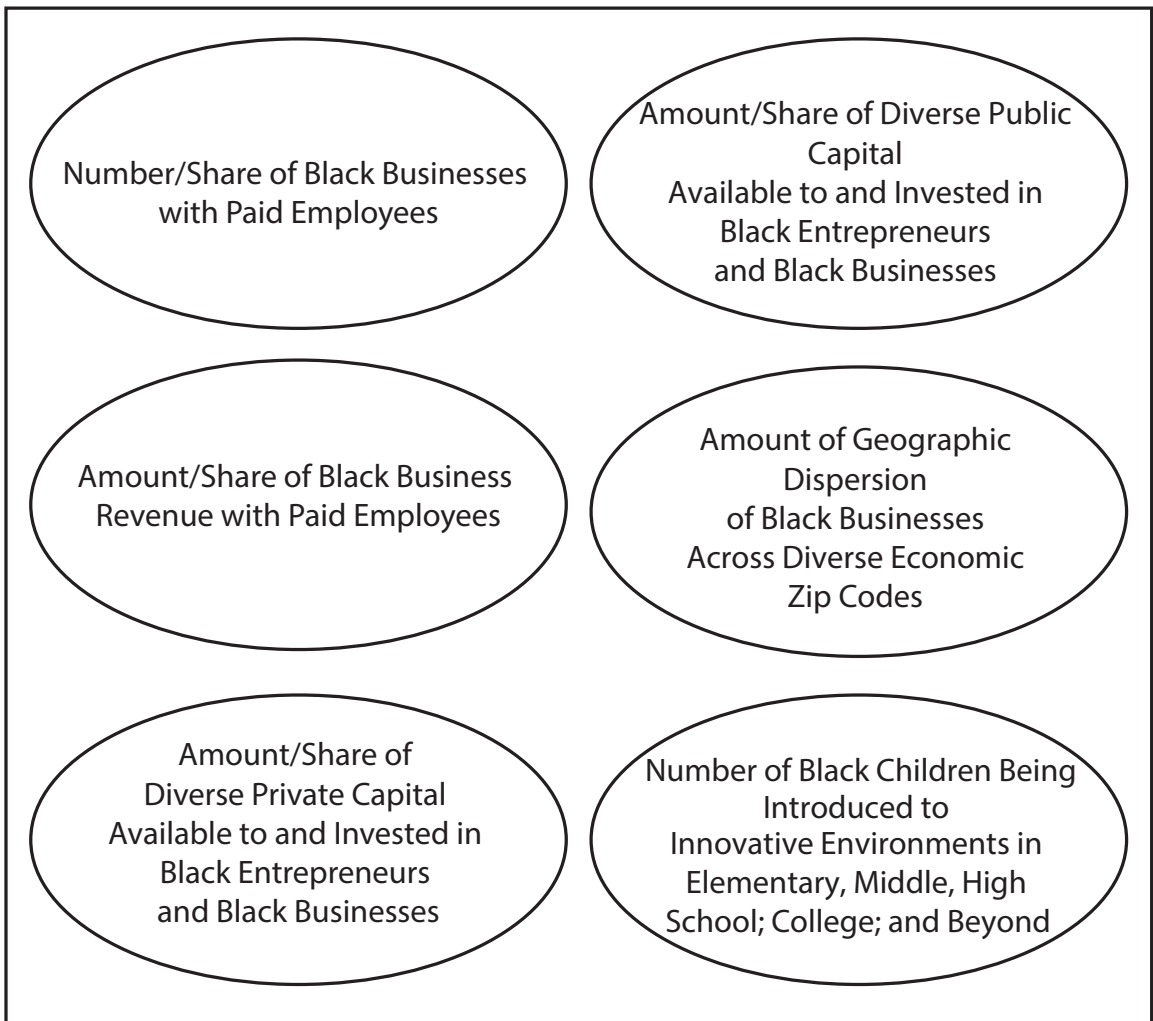 Number/Share of Black Businesses
with Paid Employees
Amount/Share of Diverse Public
Capital
Available to and Invested in
Black Entrepreneurs
and Black Businesses
Amount/Share of Black Business
Revenue with Paid Employees
Amount of Geographic
Dispersion
of Black Businesses
Across Diverse Economic
Zip Codes
Amount/Share of
Diverse Private Capital
Available to and Invested in
Black Entrepreneurs
and Black Businesses
Number of Black Children Being
Introduced to
Innovative Environments in
Elementary, Middle, High
School; College; and Beyond